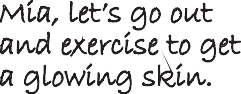 Mia, let's go out
and exercise to get
a glowing skin.